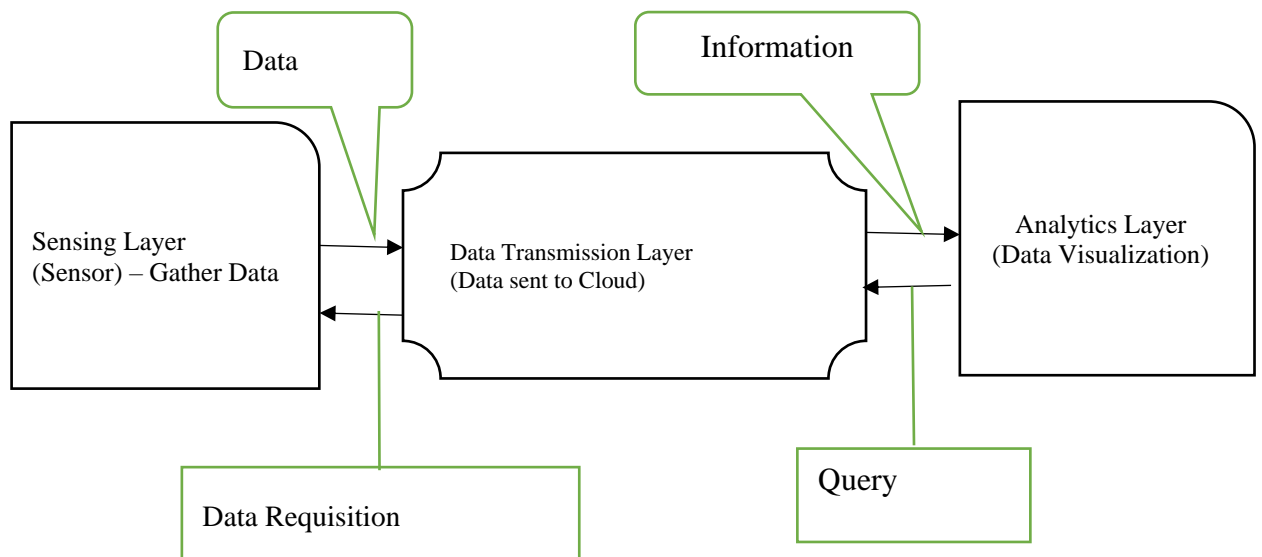 Data
Information
Sensing Layer
(Sensor) – Gather Data
Data Transmission Layer
(Data sent to Cloud)
Analytics Layer
(Data Visualization)
Data Requisition
Query